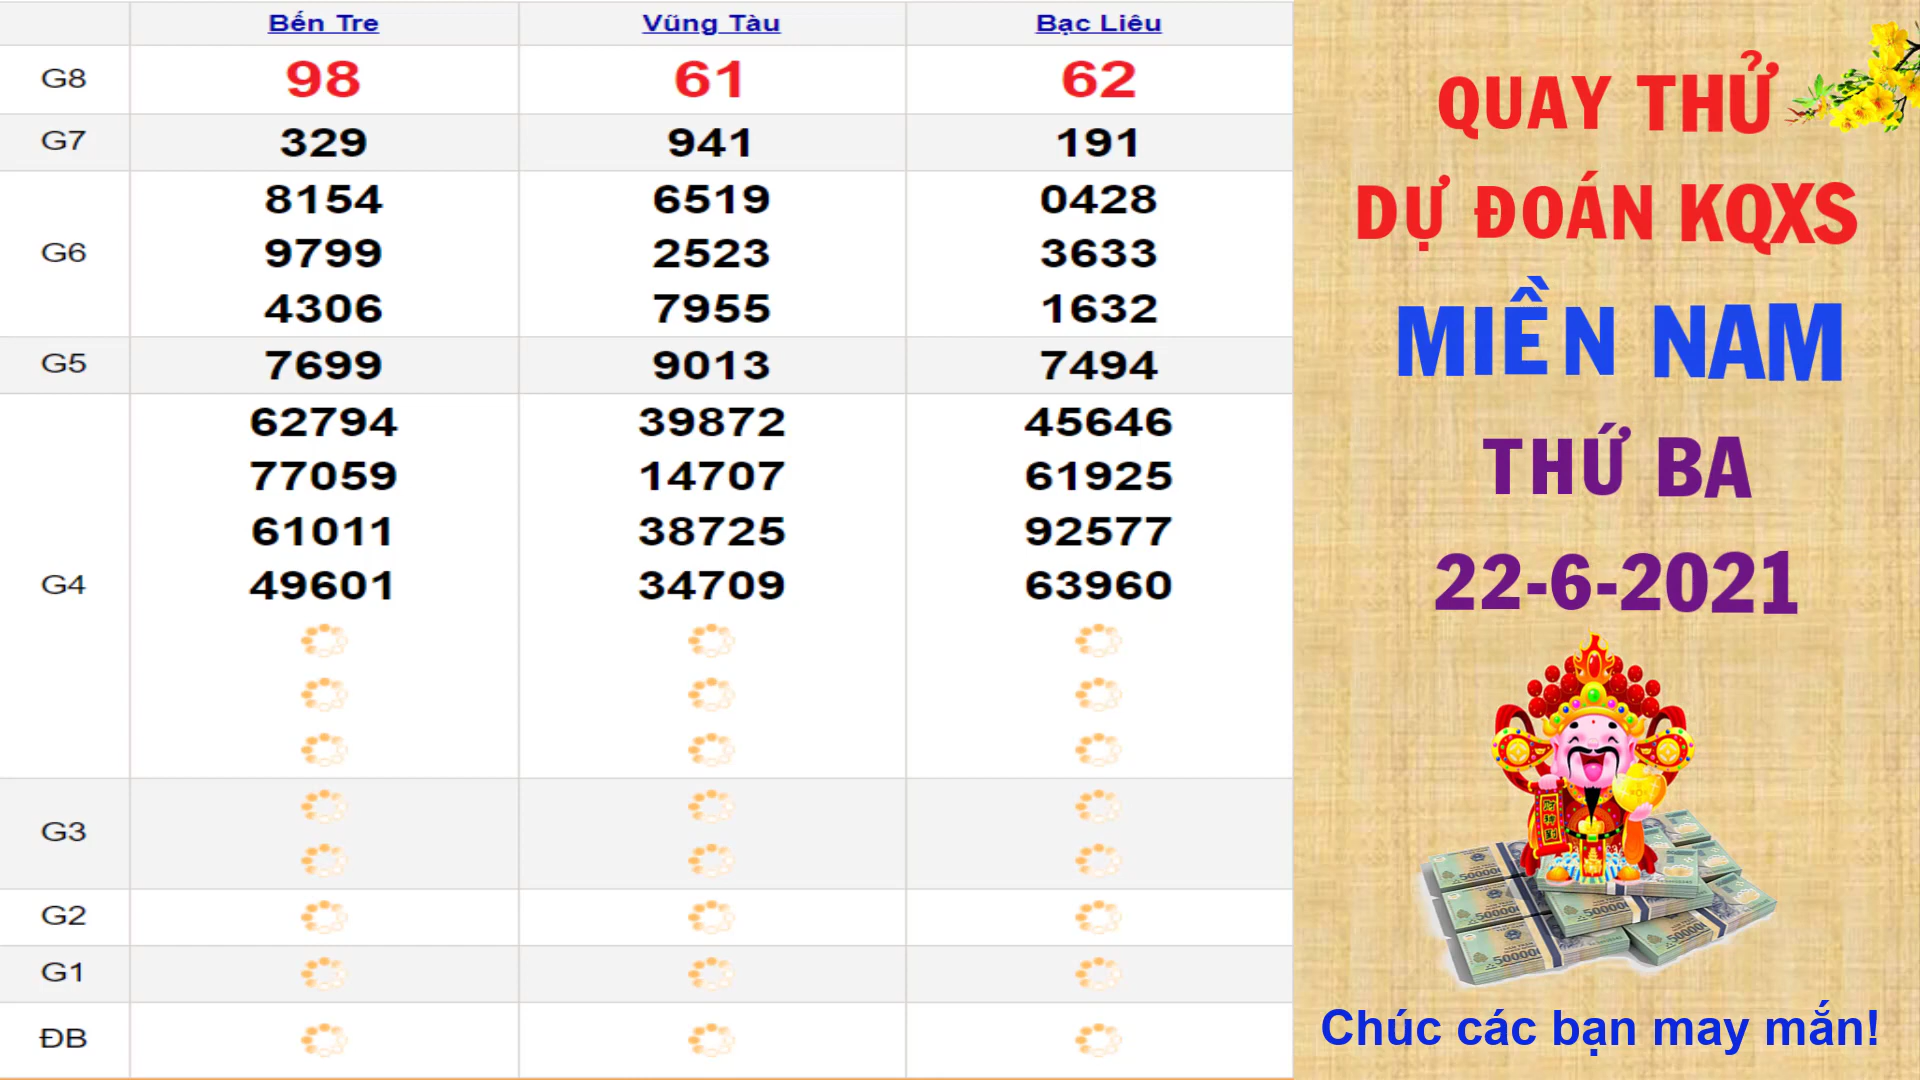 Bến Tre Vũng Tàu Bạc Liêu
G8 98 61 62
G7 329 941 191
8154 6519 0428
G6 9799 2523 3633
4306 7955 1632
G5 7699 9013 7494
62794 39872 45646
77059 14707 61925
61011 38725 92577
G4 49601 34709 63960
G3
G2
G1
ĐB
QUAY THỬ
DỰ ĐOÁN KQXS
MIỀN NAM
THỨ BA
22-6-2021
Chúc các bạn may mắn!